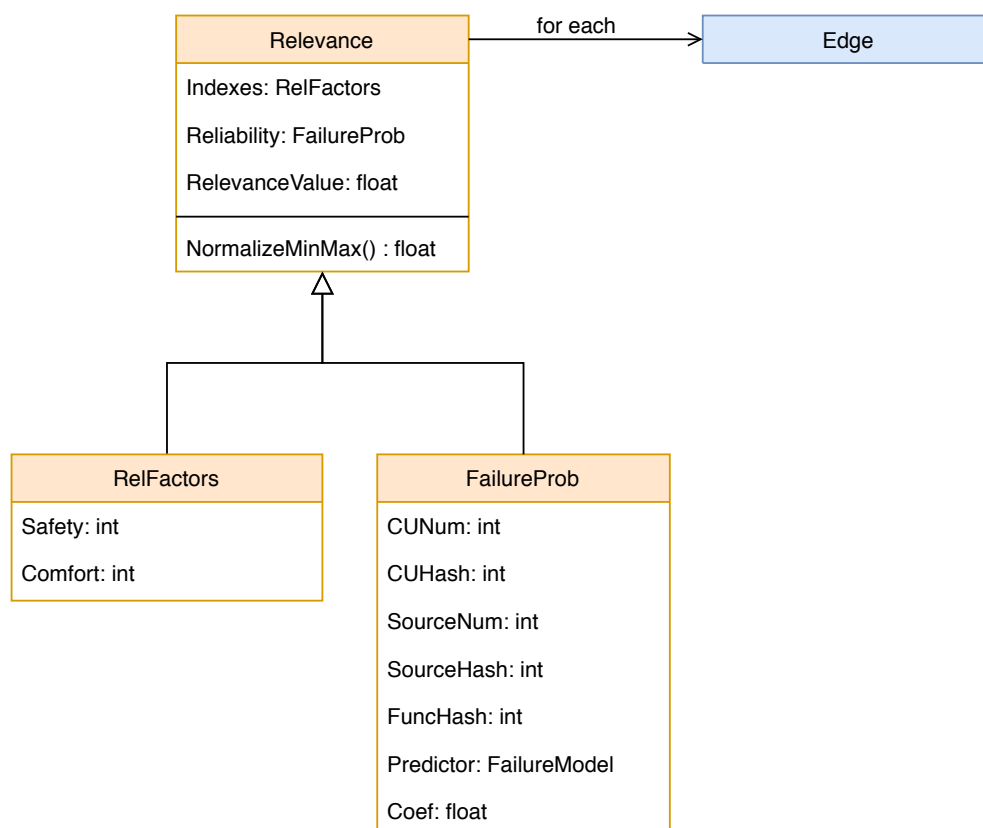 Relevance
for each
Edge
Indexes: RelFactors
Reliability: FailureProb
RelevanceValue: float
NormalizeMinMax() : float
RelFactors
Safety: int
Comfort: int
FailureProb
CUNum: int
CUHash: int
SourceNum: int
SourceHash: int
FuncHash: int
Predictor: FailureModel
Coef: float